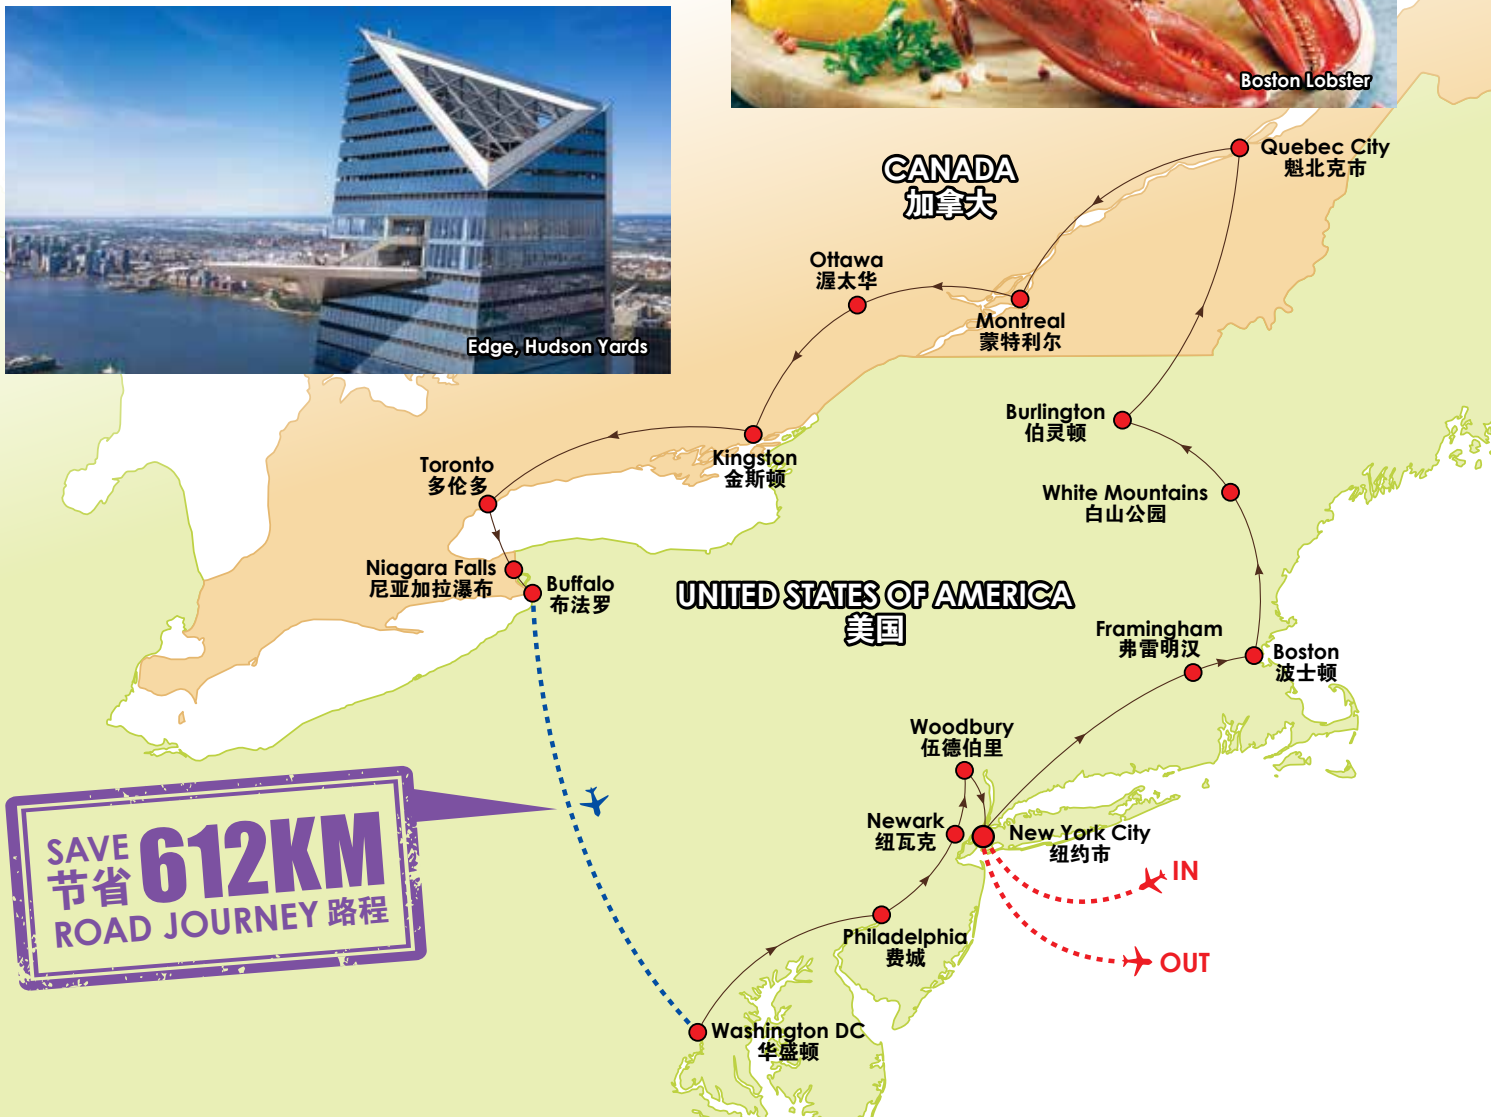 Boston Lobster
Edge, Hudson Yards
CANADA
加拿大
Quebec City
魁北克市
Ottawa
渥太华
Montreal
蒙特利尔
Burlington
伯灵顿
Kingston
金斯顿
Toronto
多伦多
White Mountains
白山公园
Niagara Falls
尼亚加拉瀑布
Buffalo
布法罗
UNITED STATES OF AMERICA
美国
Framingham
弗雷明汉
Boston
波士顿
Woodbury
伍德伯里
Newark
纽瓦克
New York City
纽约市
IN
OUT
SAVE 612KM
节省
ROAD JOURNEY 路程
Philadelphia
费城
Washington DC
华盛顿